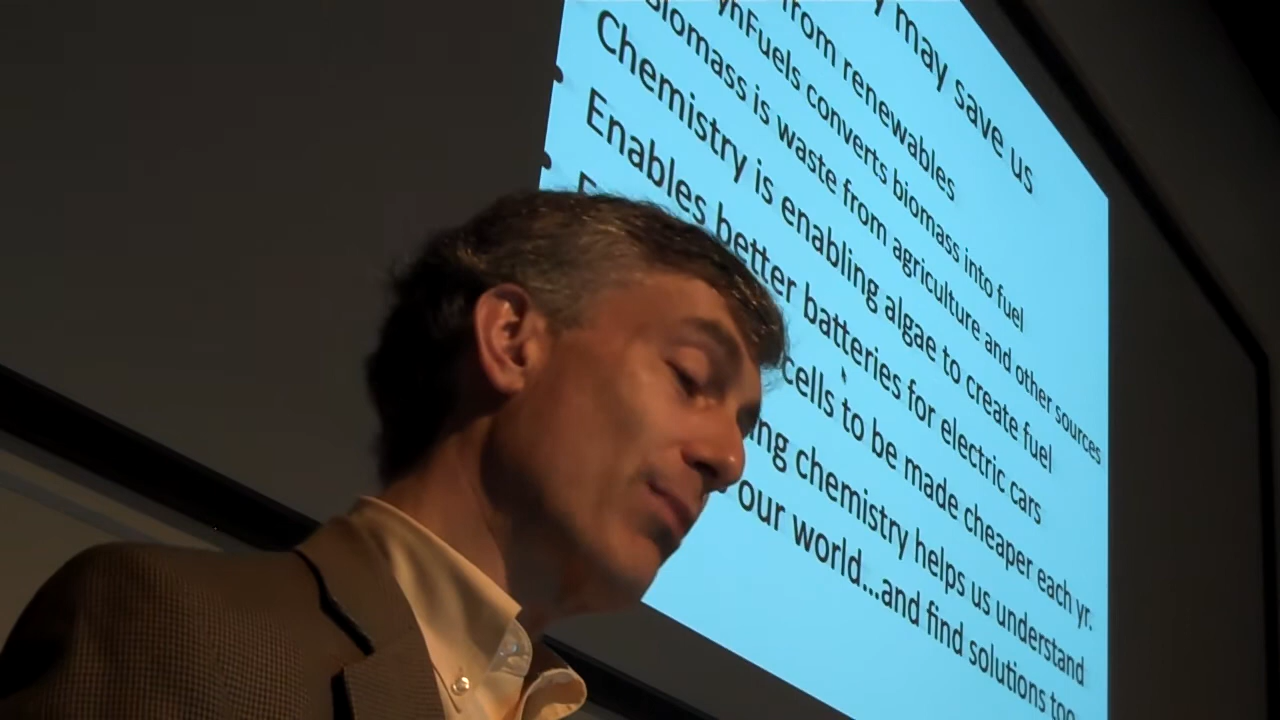 may save us
from renewables
converts biomass into fuel
Biomass is waste from agriculture and other sources
Chemistry is enabling algae to create fuel
Enables better batteries for electric cars
cells to be made cheaper each yr.
chemistry helps us understand
our world...and find solutions too